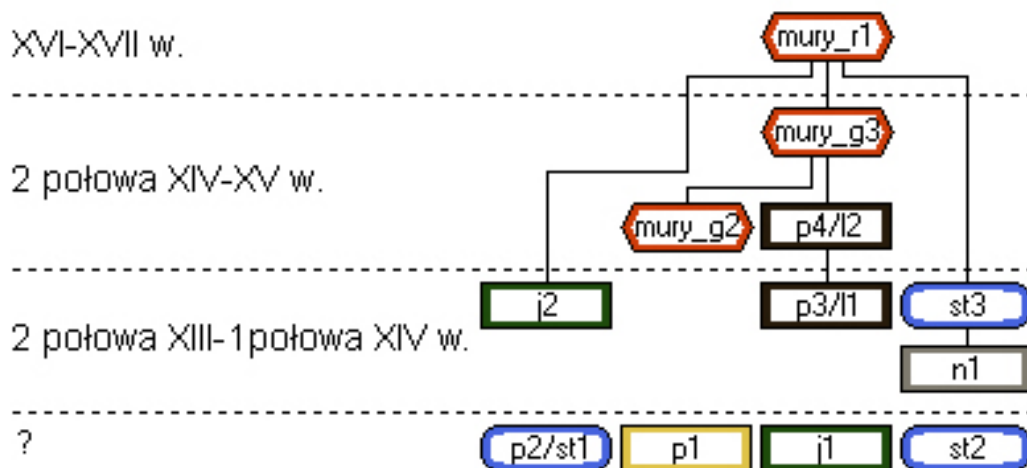 XVI-XVII w.
mury_r1
mury_g3
2 połowa XIV-XV w.
mury_g2
p4/l2
j2
p3/l1
st3
2 połowa XIII-1połowa XIV w.
n1
?
p2/st1
p1
j1
st2